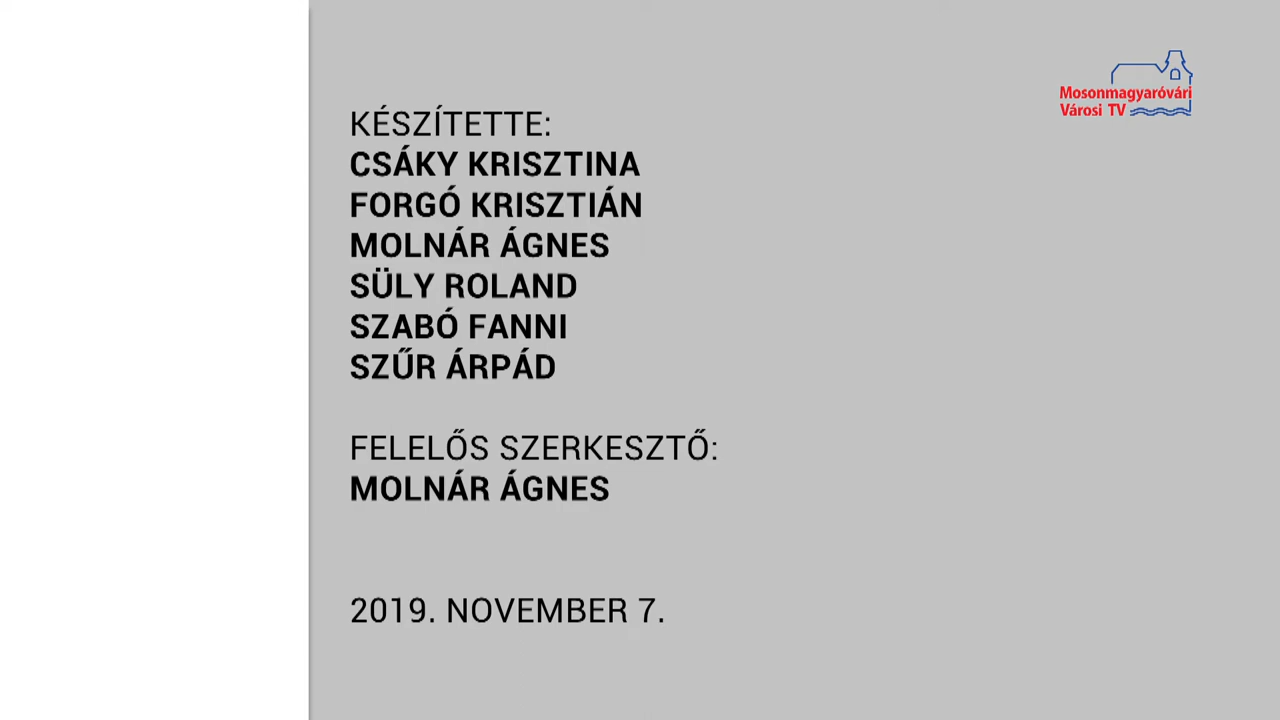 Mosonmagyaróvári
Városi TV
KÉSZÍTETTE:
CSÁKY KRISZTINA
FORGÓ KRISZTIÁN
MOLNÁR ÁGNES
SÜLY ROLAND
SZABÓ FANNI
SZŰR ÁRPÁD
FELELŐS SZERKESZTŐ:
MOLNÁR ÁGNES
2019. NOVEMBER 7.